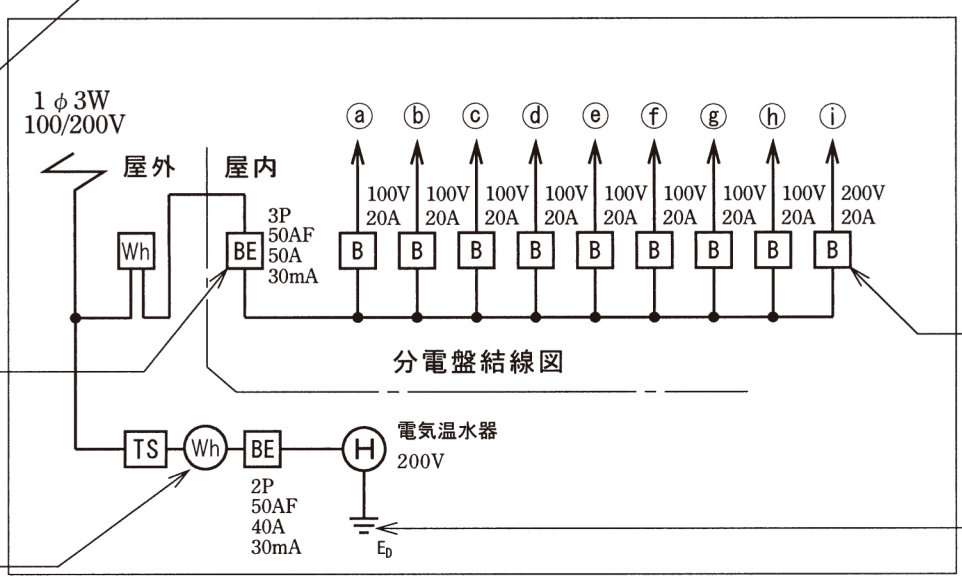 1φ3W
100/200V
屋外
屋内
ⓐ ⓑ ⓒ ⓓ ⓔ ⓕ ⓖ ⓗ ⓘ
100V 100V 100V 100V 100V 100V 100V 100V 200V
20A 20A 20A 20A 20A 20A 20A 20A 20A
Wh
BE
3P
50AF
50A
30mA
B B B B B B B B B
分電盤結線図
TS
Wh
BE
2P
50AF
40A
30mA
H
電気温水器
200V
E_D